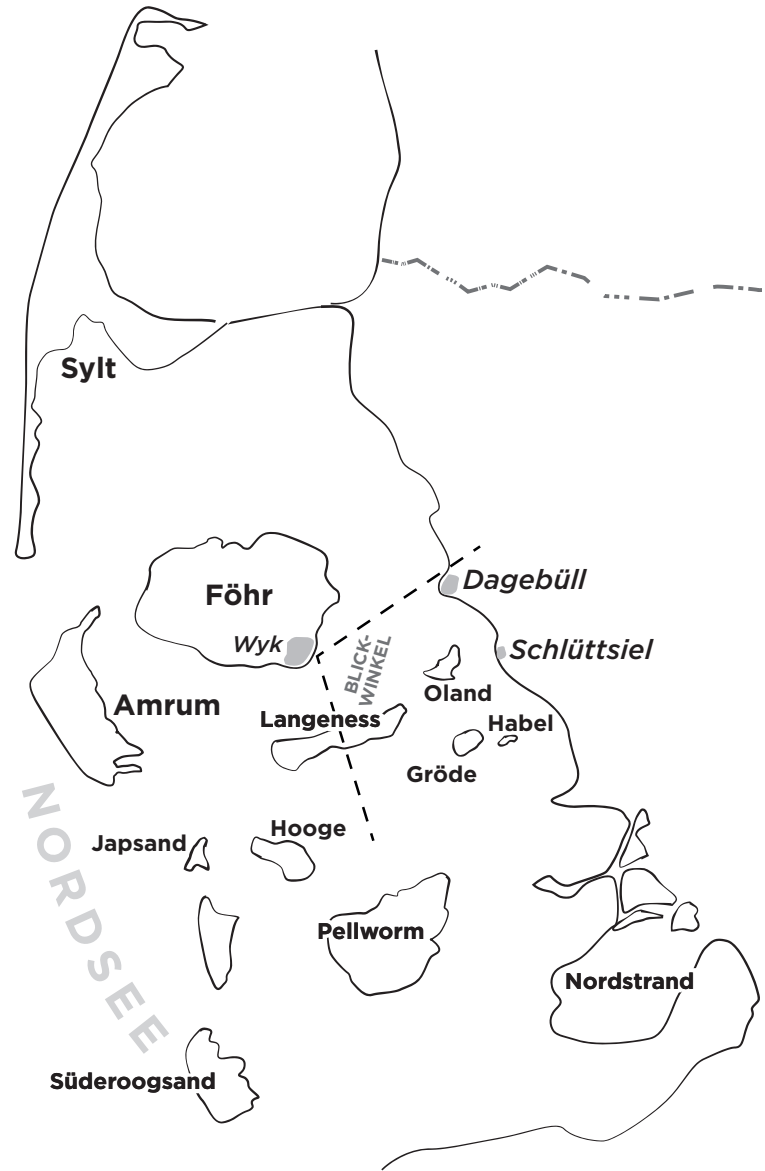 Sylt
Dagebüll
Föhr
Wyk
Schlüttsiel
BLICK-
WINKEL
Oland
Amrum
Langeness
Habel
Gröde
NORDSEE
Hooge
Japsand
Pellworm
Nordstrand
Süderoogsand